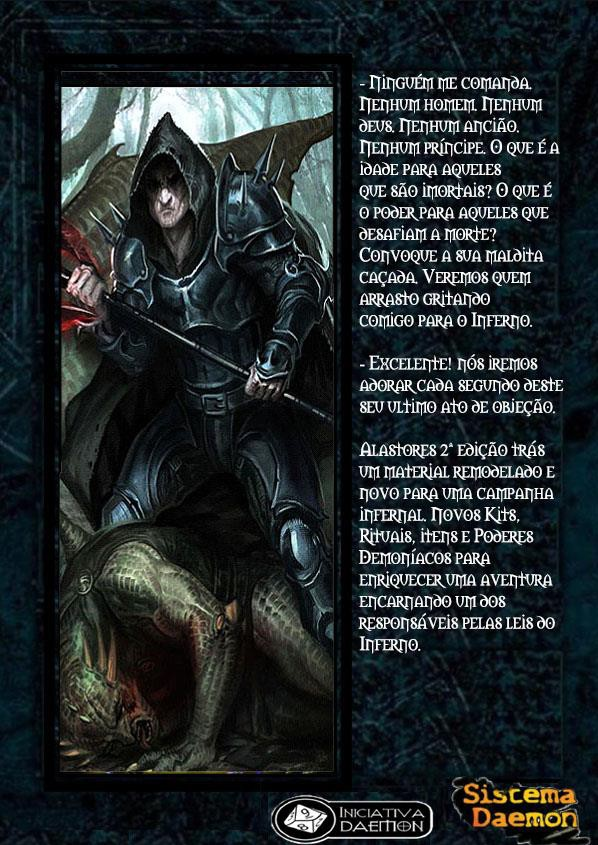 - Ninguém me comanda.
Nenhum homem. Nenhum
deus. Nenhum ancião.
Nenhum príncipe. O que é a
idade para aqueles
que são imortais? O que é
o poder para aqueles que
desafiam a morte?
Convoque a sua maldita
caçada. Veremos quem
arrasto gritando
comigo para o Inferno.
- Excelente! nós iremos
adorar cada segundo deste
seu ultimo ato de objeção.
Alastores 2ª edição trás
um material remodelado e
novo para uma campanha
infernal. Novos Kits,
Rituais, itens e Poderes
Demoníacos para
enriquecer uma aventura
encarnando um dos
responsáveis pelas leis do
Inferno.
Iniciativa
Daemon
Sistema
Daemon